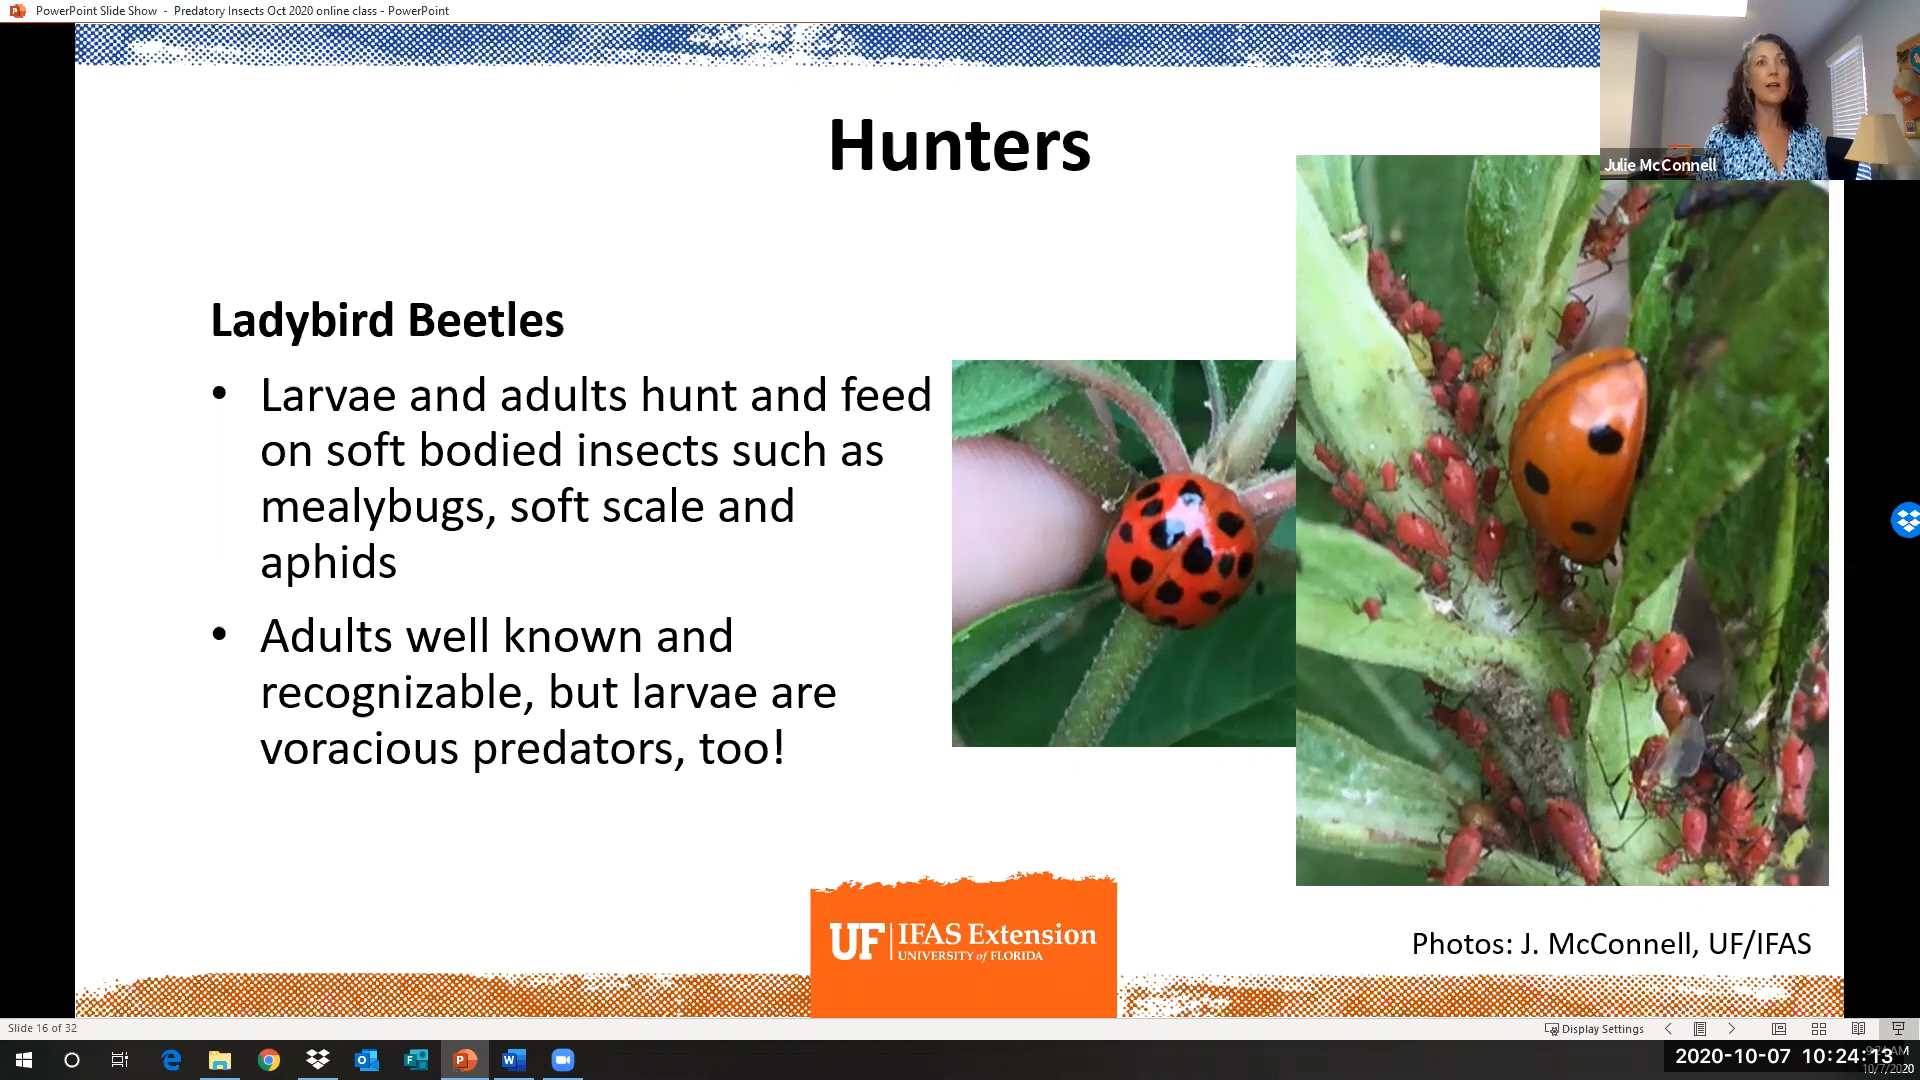 PowerPoint Slide Show - Predatory Insects Oct 2020 online class - PowerPoint
Julie McConnell
Hunters
Ladybird Beetles
• Larvae and adults hunt and feed
on soft bodied insects such as
mealybugs, soft scale and
aphids
• Adults well known and
recognizable, but larvae are
voracious predators, too!
UF IFAS Extension
UNIVERSITY of FLORIDA
Photos: J. McConnell, UF/IFAS
Slide 16 of 32
Display Settings
2020-10-07 10:24:13
10/7/2020